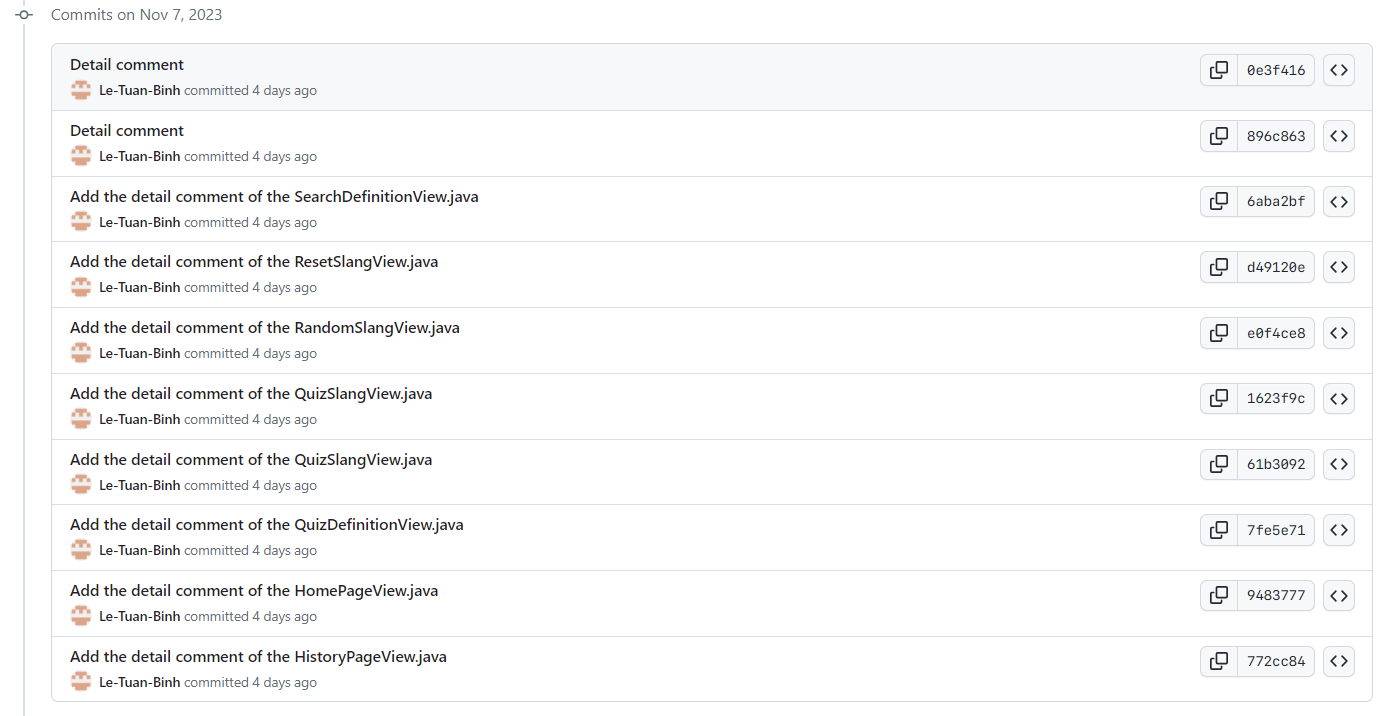 Commits on Nov 7, 2023
Detail comment
0e3f416
Le-Tuan-Binh committed 4 days ago
Detail comment
896c863
Le-Tuan-Binh committed 4 days ago
Add the detail comment of the SearchDefinitionView.java
6aba2bf
Le-Tuan-Binh committed 4 days ago
Add the detail comment of the ResetSlangView.java
d49120e
Le-Tuan-Binh committed 4 days ago
Add the detail comment of the RandomSlangView.java
e0f4ce8
Le-Tuan-Binh committed 4 days ago
Add the detail comment of the QuizSlangView.java
1623f9c
Le-Tuan-Binh committed 4 days ago
Add the detail comment of the QuizSlangView.java
61b3092
Le-Tuan-Binh committed 4 days ago
Add the detail comment of the QuizDefinitionView.java
7fe5e71
Le-Tuan-Binh committed 4 days ago
Add the detail comment of the HomePageView.java
9483777
Le-Tuan-Binh committed 4 days ago
Add the detail comment of the HistoryPageView.java
772cc84
Le-Tuan-Binh committed 4 days ago